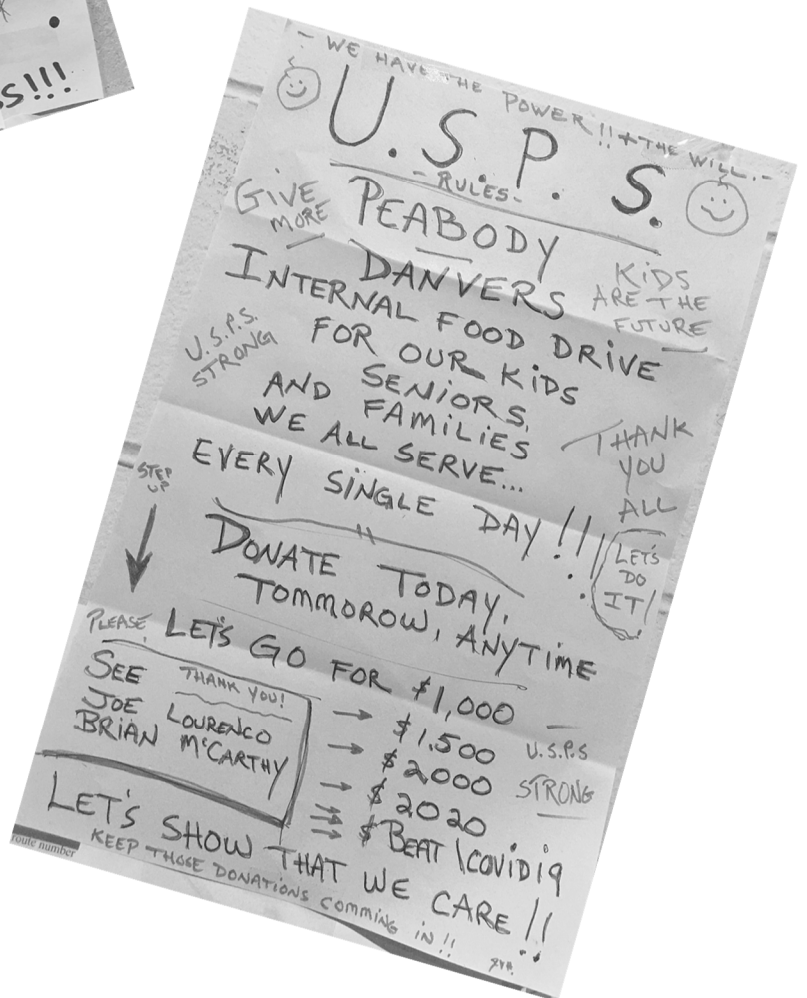 S!!!
- WE HAVE THE POWER!! + THE WILL. -
U.S.P.S.
- RULES -
GIVE
MORE
PEABODY
DANVERS
KIDS
ARE THE
FUTURE
INTERNAL FOOD DRIVE
FOR OUR KIDS
U.S.P.S.
STRONG
SENIORS,
AND FAMILIES
WE ALL SERVE...
THANK
YOU
ALL
EVERY SINGLE DAY!!!
STEP
UP
LET'S
DO
IT!
DONATE TODAY,
TOMMOROW, ANYTIME
PLEASE
LET'S GO FOR $1,000
SEE THANK YOU!
JOE LOURENCO
BRIAN McCARTHY
→ $1,500
→ $2000
→ $2020
→ $ BEAT COVID19
U.S.P.S
STRONG
LET'S SHOW THAT WE CARE!!
KEEP THOSE DONATIONS COMMING IN!!
route number